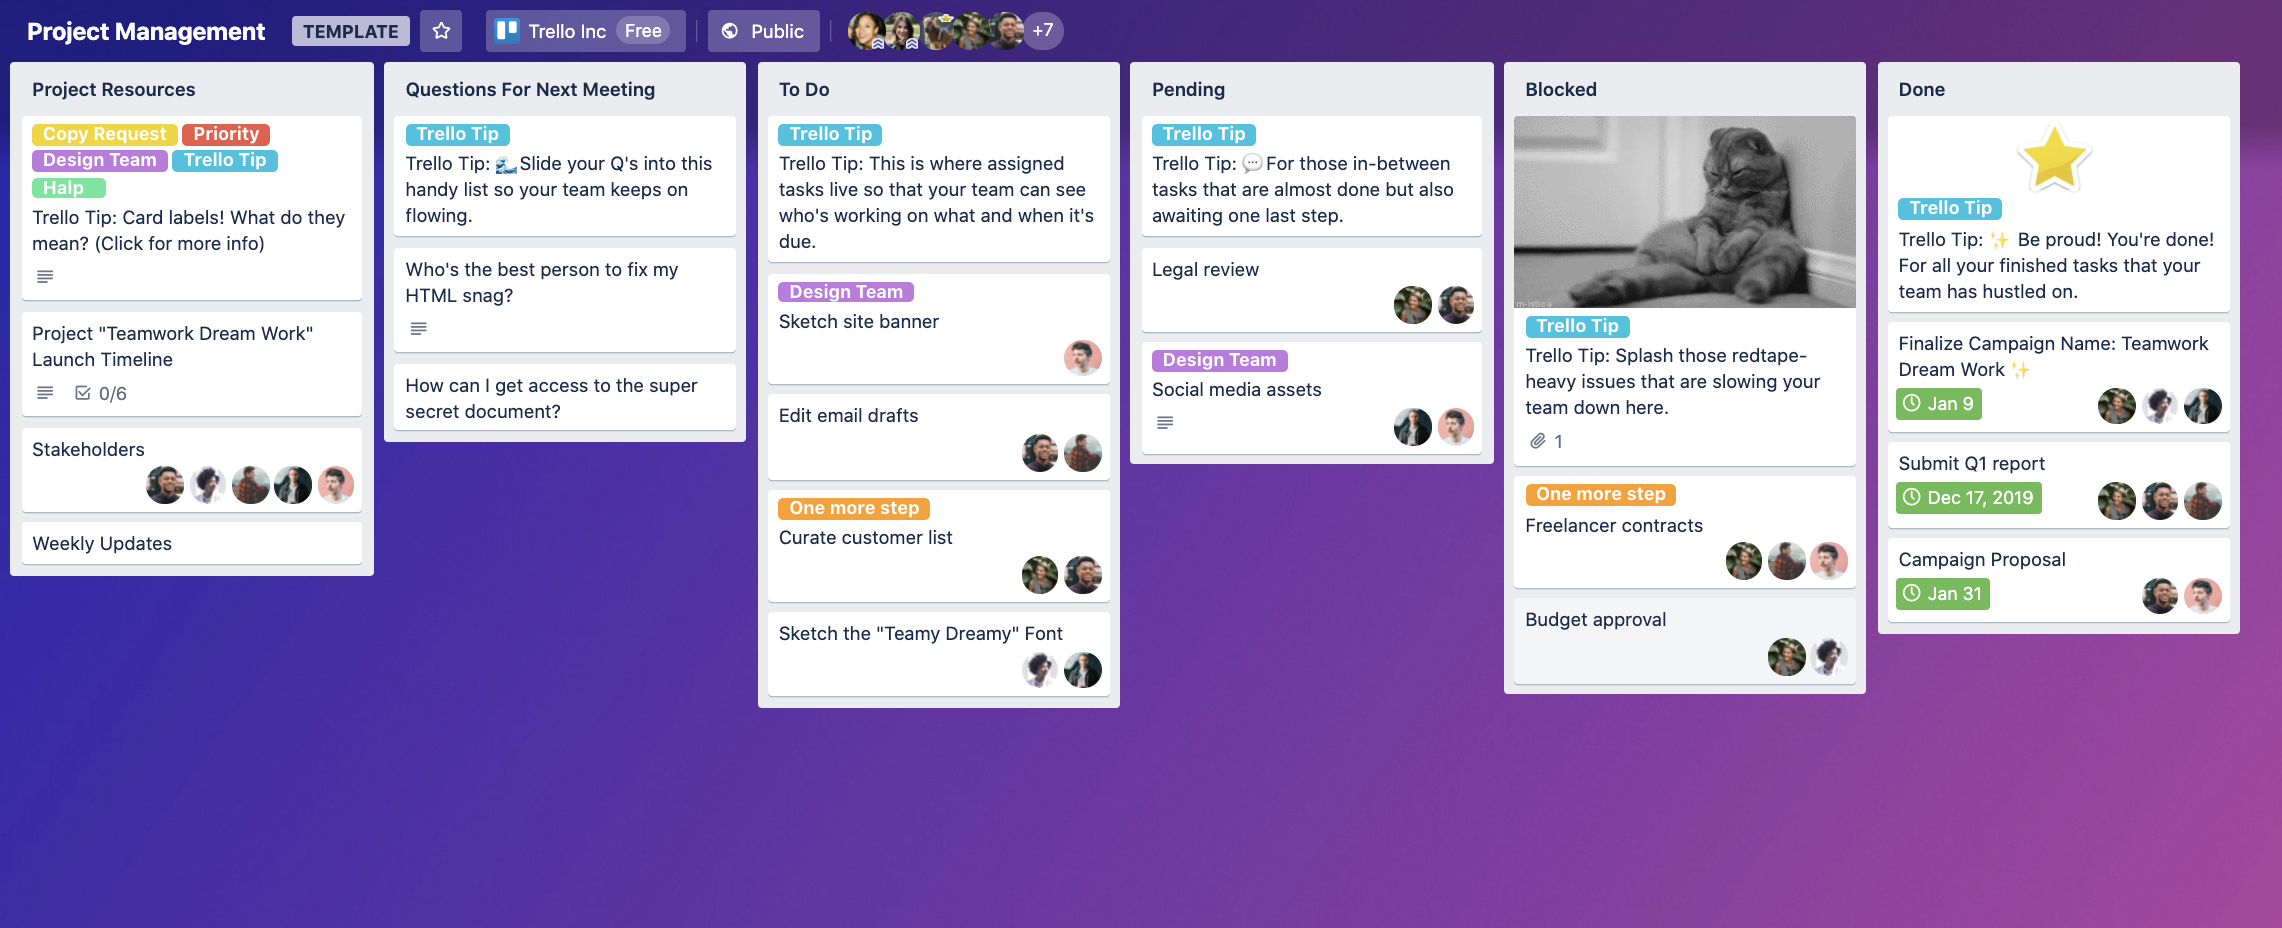 Project Management
TEMPLATE
Trello Inc
Free
Public
+7
Project Resources
Copy Request
Priority
Design Team
Trello Tip
Halp
Trello Tip: Card labels! What do they
mean? (Click for more info)
Project "Teamwork Dream Work"
Launch Timeline
0/6
Stakeholders
Weekly Updates
Questions For Next Meeting
Trello Tip
Trello Tip: 🌊Slide your Q's into this
handy list so your team keeps on
flowing.
Who's the best person to fix my
HTML snag?
How can I get access to the super
secret document?
To Do
Trello Tip
Trello Tip: This is where assigned
tasks live so that your team can see
who's working on what and when it's
due.
Design Team
Sketch site banner
Edit email drafts
One more step
Curate customer list
Sketch the "Teamy Dreamy" Font
Pending
Trello Tip
Trello Tip: 💬For those in-between
tasks that are almost done but also
awaiting one last step.
Legal review
Design Team
Social media assets
Blocked
m-istica
Trello Tip
Trello Tip: Splash those redtape-
heavy issues that are slowing your
team down here.
1
One more step
Freelancer contracts
Budget approval
Done
Trello Tip
Trello Tip: ✨ Be proud! You're done!
For all your finished tasks that your
team has hustled on.
Finalize Campaign Name: Teamwork
Dream Work ✨
Jan 9
Submit Q1 report
Dec 17, 2019
Campaign Proposal
Jan 31